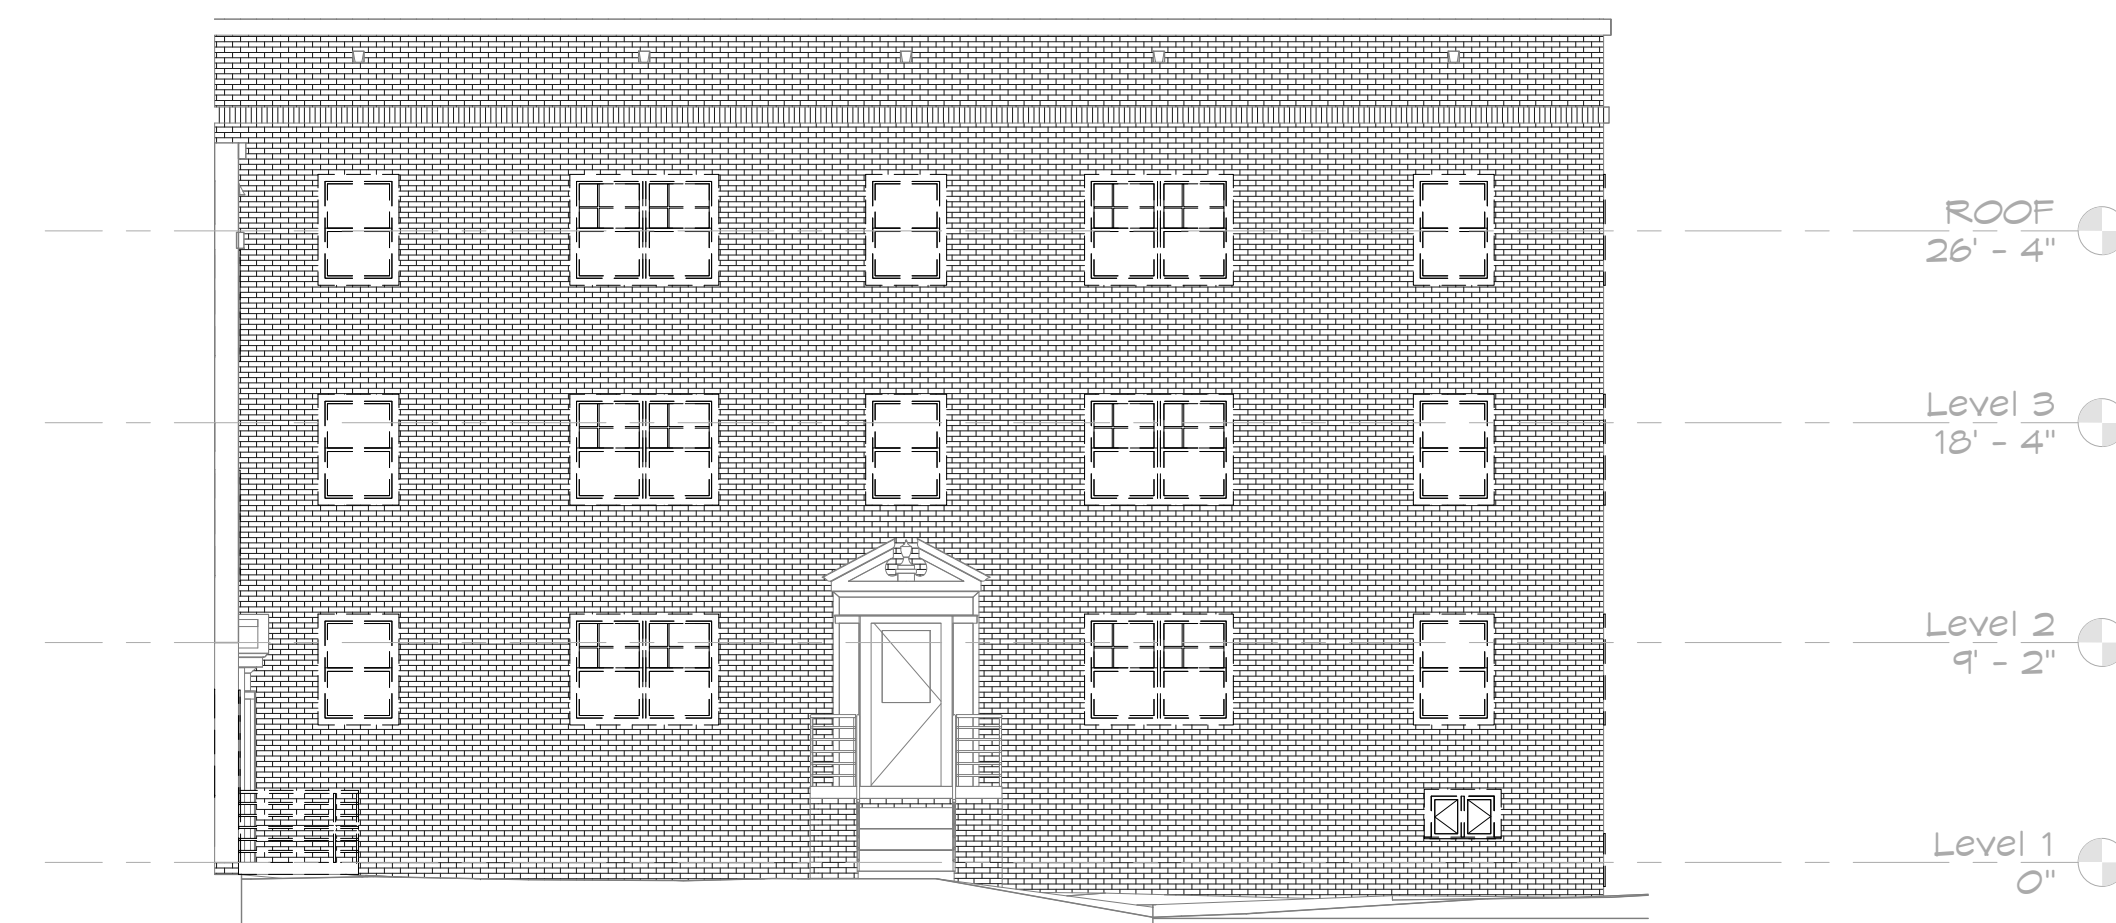 ROOF
26' - 4"
Level 3
18' - 4"
Level 2
9' - 2"
Level 1
0"